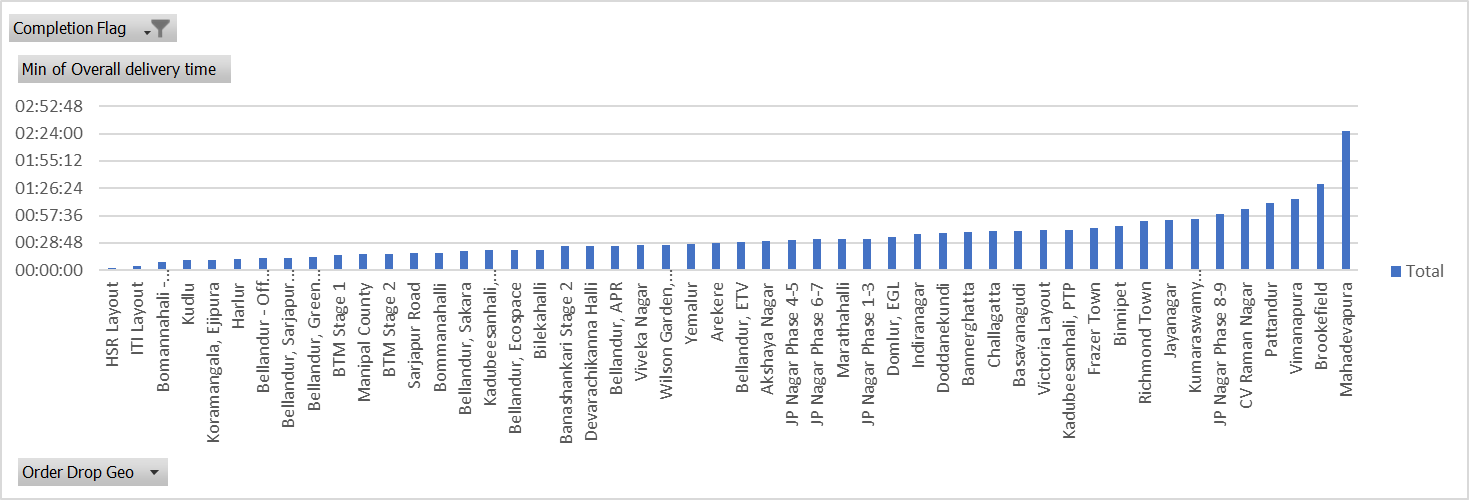 Completion Flag
Min of Overall delivery time
02:52:48
02:24:00
01:55:12
01:26:24
00:57:36
00:28:48
00:00:00
HSR Layout
ITI Layout
Bomannahali -...
Kudlu
Koramangala, Ejipura
Harlur
Bellandur - Off...
Bellandur, Sarjapur...
Bellandur, Green...
BTM Stage 1
Manipal County
BTM Stage 2
Sarjapur Road
Bommanahalli
Bellandur, Sakara
Kadubeesanhali,...
Bellandur, Ecospace
Bilekahalli
Banashankari Stage 2
Devarachikanna Halli
Bellandur, APR
Viveka Nagar
Wilson Garden,...
Yemalur
Arekere
Bellandur, ETV
Akshaya Nagar
JP Nagar Phase 4-5
JP Nagar Phase 6-7
Marathahalli
JP Nagar Phase 1-3
Domlur, EGL
Indiranagar
Doddanekundi
Bannerghatta
Challagatta
Basavanagudi
Victoria Layout
Kadubeesanhali, PTP
Frazer Town
Binnipet
Richmond Town
Jayanagar
Kumaraswamy...
JP Nagar Phase 8-9
CV Raman Nagar
Pattandur
Vimanapura
Brookefield
Mahadevapura
Total
Order Drop Geo